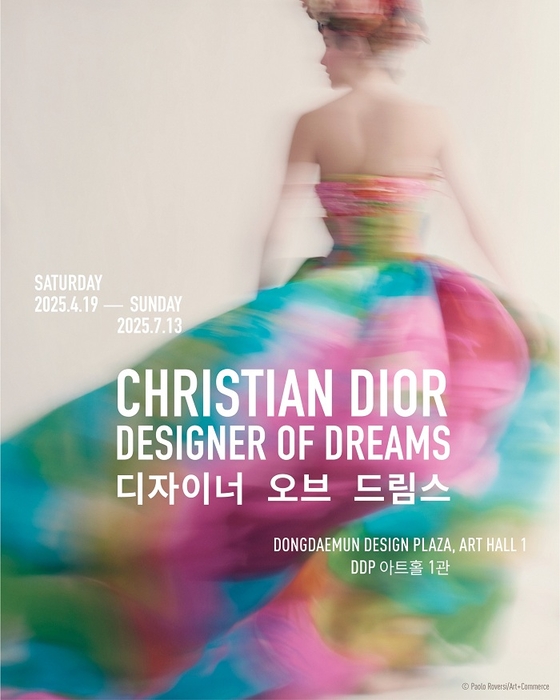 SATURDAY
2025.4.19 — SUNDAY
2025.7.13
CHRISTIAN DIOR
DESIGNER OF DREAMS
디자이너 오브 드림스
DONGDAEMUN DESIGN PLAZA, ART HALL 1
DDP 아트홀 1관
© Paolo Roversi/Art+Commerce